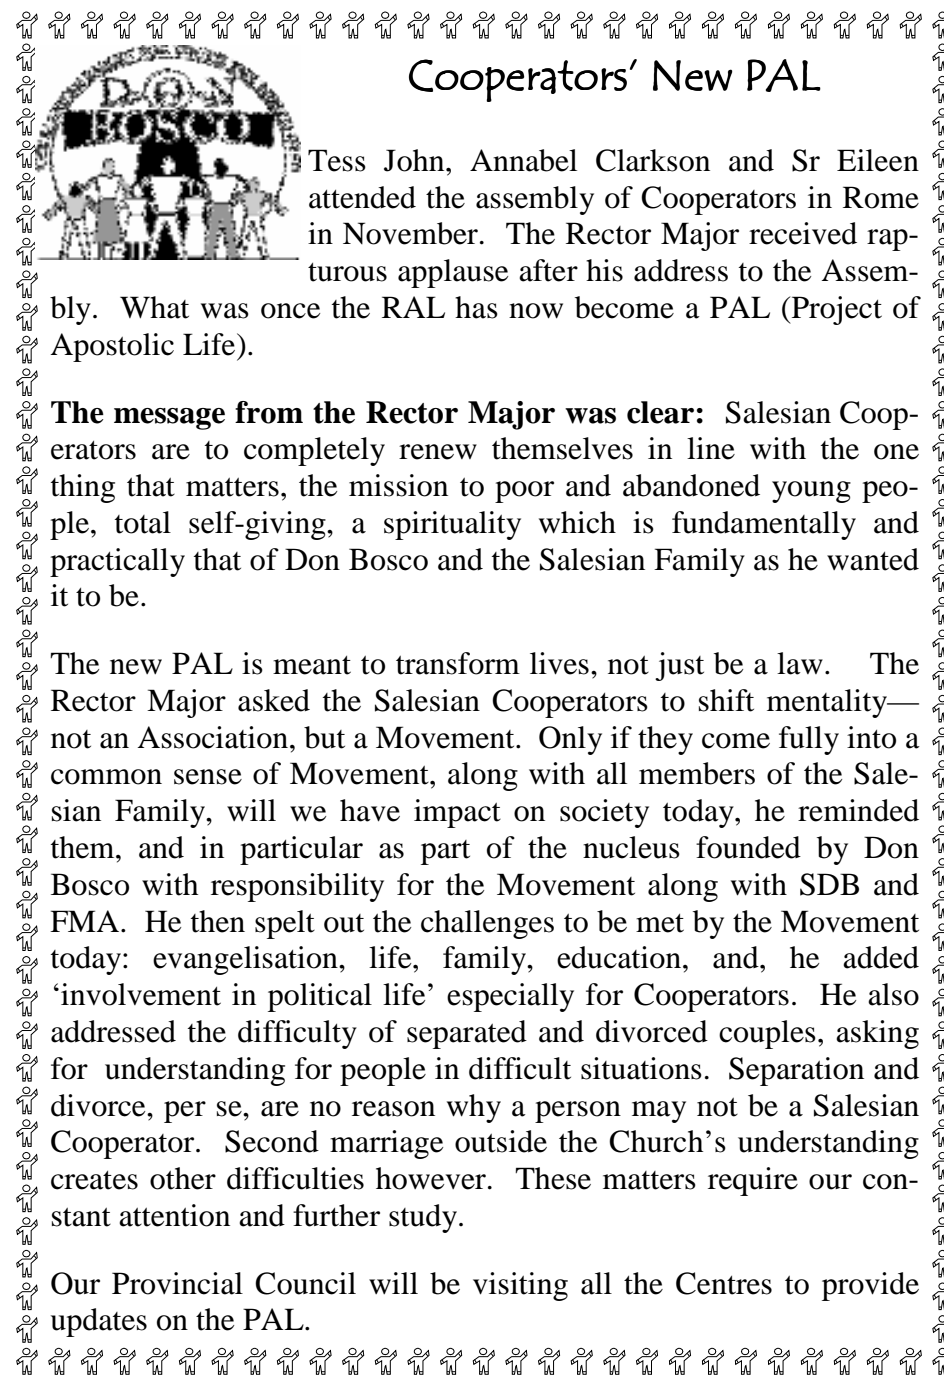 DON
BOSCO
Cooperators’ New PAL
Tess John, Annabel Clarkson and Sr Eileen
attended the assembly of Cooperators in Rome
in November. The Rector Major received rap-
turous applause after his address to the Assem-
bly. What was once the RAL has now become a PAL (Project of
Apostolic Life).
The message from the Rector Major was clear: Salesian Coop-
erators are to completely renew themselves in line with the one
thing that matters, the mission to poor and abandoned young peo-
ple, total self-giving, a spirituality which is fundamentally and
practically that of Don Bosco and the Salesian Family as he wanted
it to be.
The new PAL is meant to transform lives, not just be a law. The
Rector Major asked the Salesian Cooperators to shift mentality—
not an Association, but a Movement. Only if they come fully into a
common sense of Movement, along with all members of the Sale-
sian Family, will we have impact on society today, he reminded
them, and in particular as part of the nucleus founded by Don
Bosco with responsibility for the Movement along with SDB and
FMA. He then spelt out the challenges to be met by the Movement
today: evangelisation, life, family, education, and, he added
‘involvement in political life’ especially for Cooperators. He also
addressed the difficulty of separated and divorced couples, asking
for understanding for people in difficult situations. Separation and
divorce, per se, are no reason why a person may not be a Salesian
Cooperator. Second marriage outside the Church’s understanding
creates other difficulties however. These matters require our con-
stant attention and further study.
Our Provincial Council will be visiting all the Centres to provide
updates on the PAL.